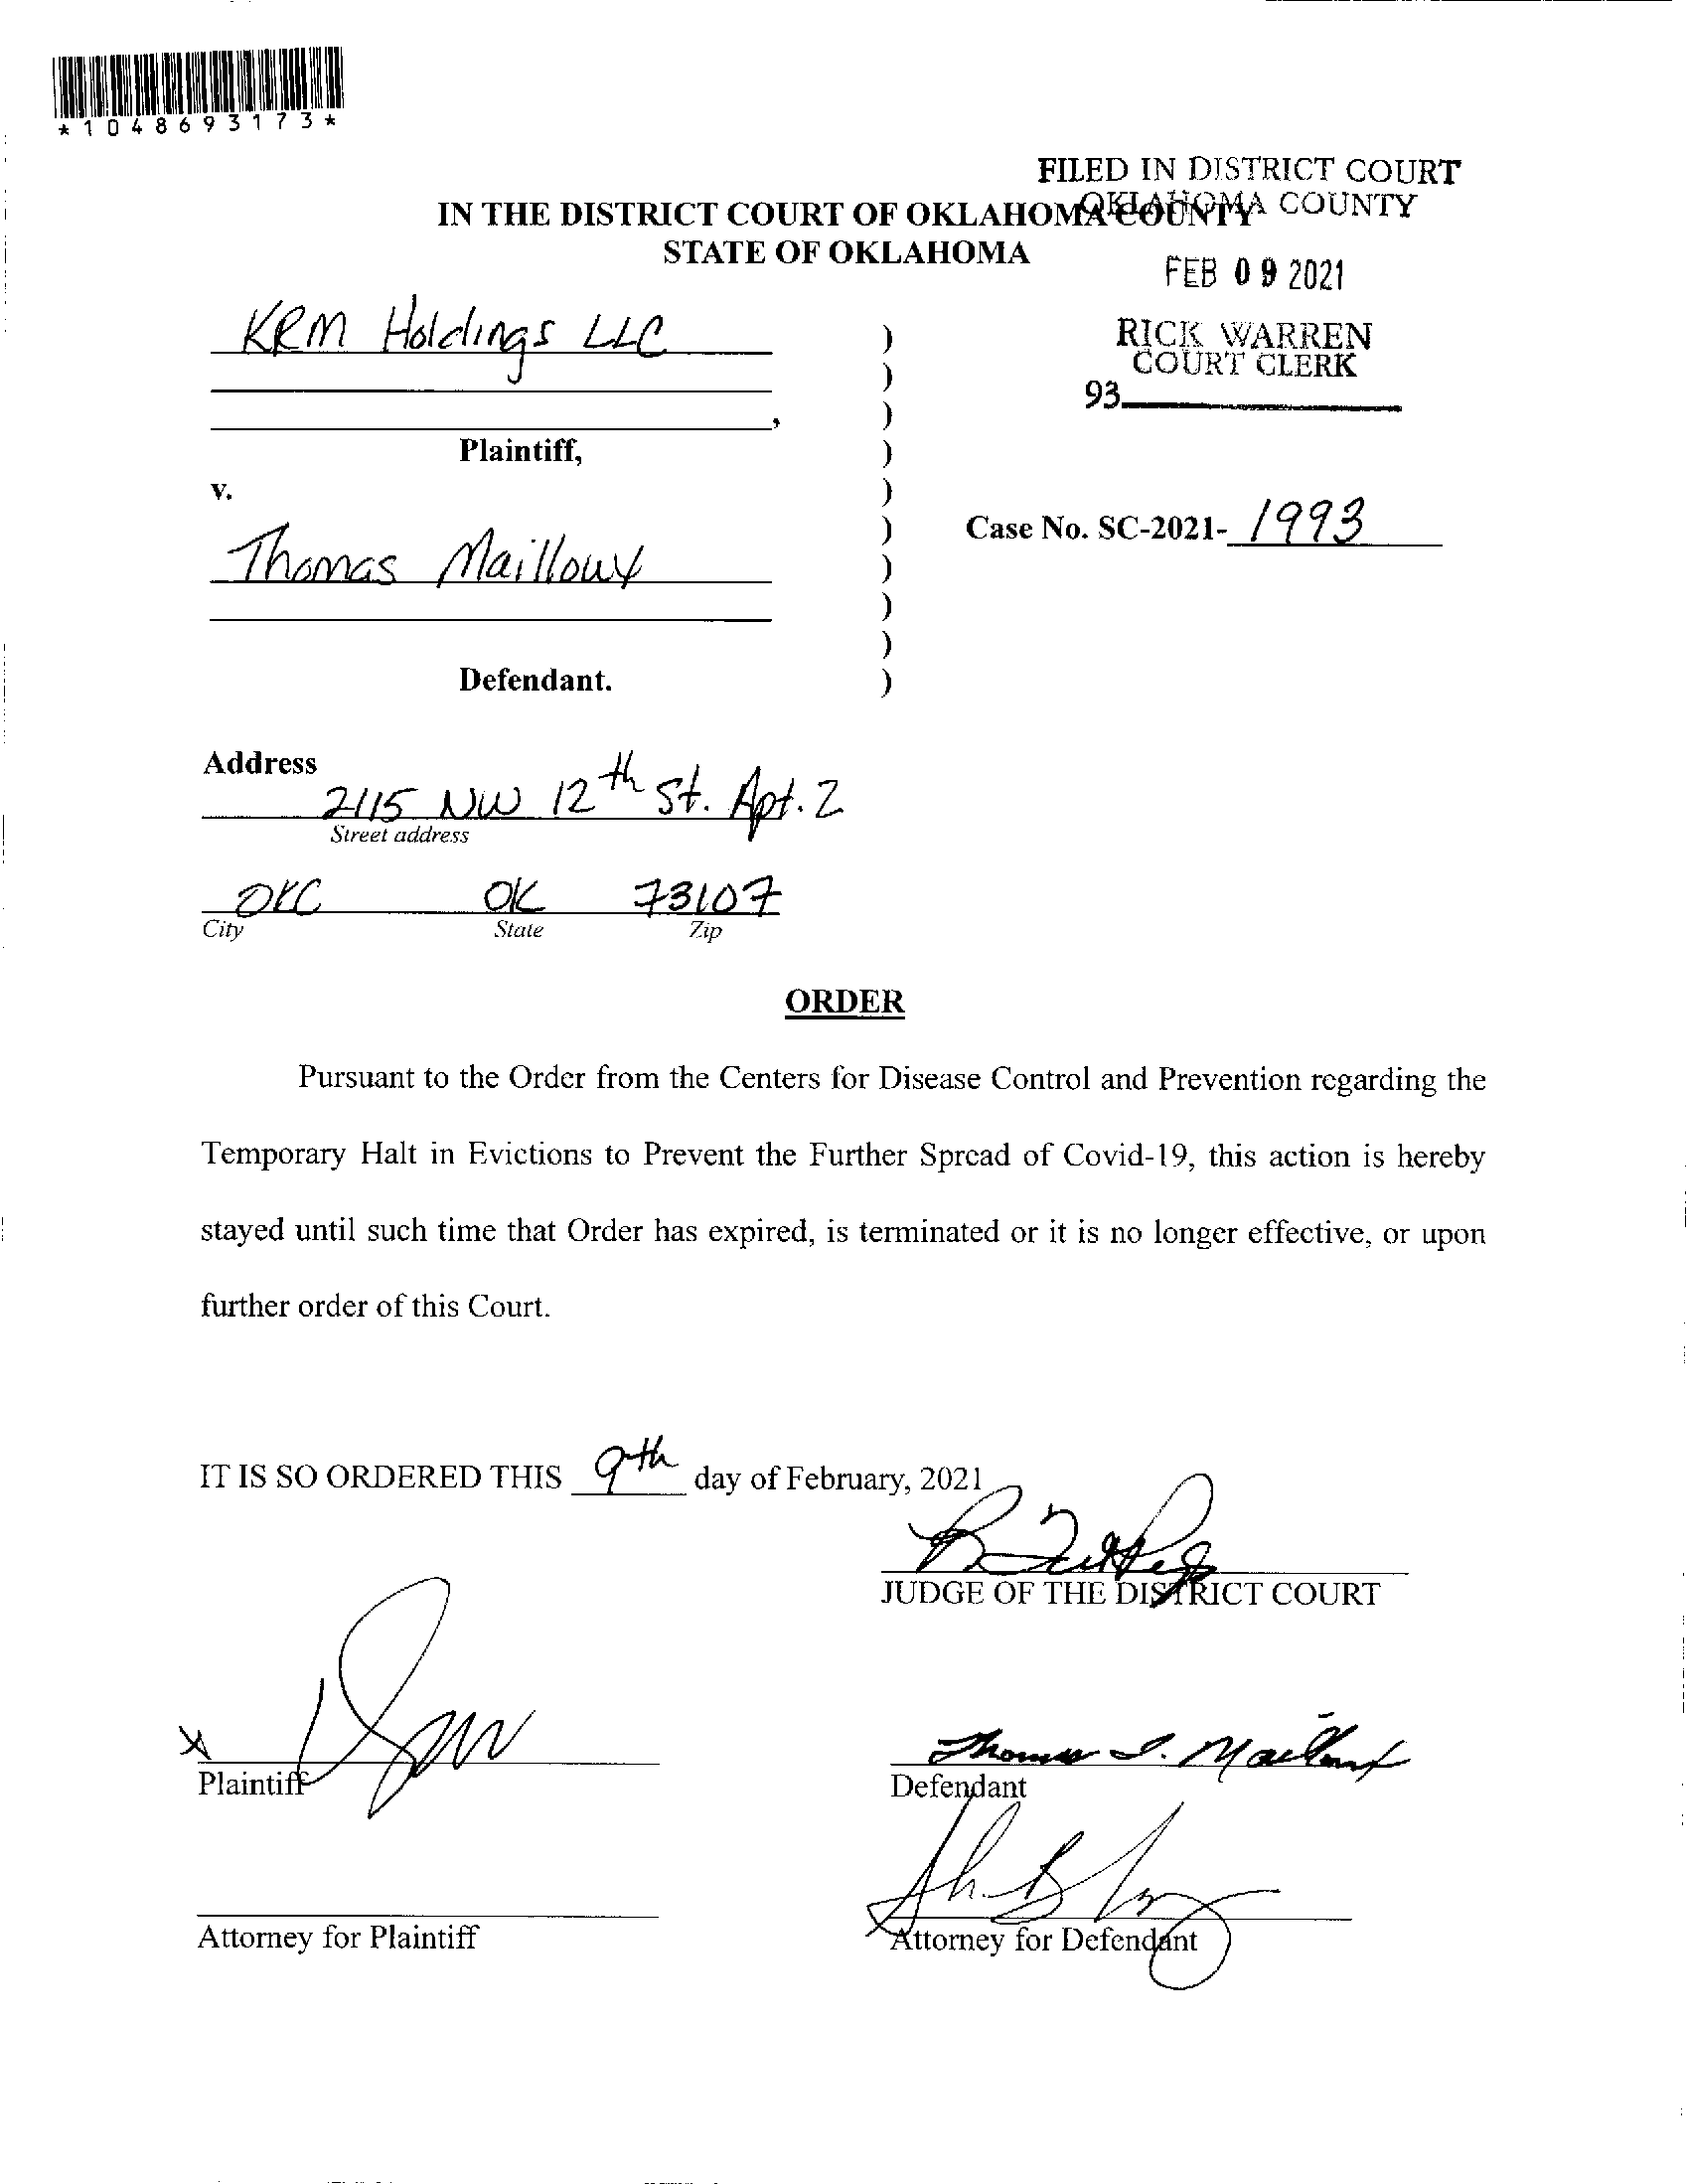 *1048693173*
FILED IN DISTRICT COURT
OKLAHOMA COUNTY
IN THE DISTRICT COURT OF OKLAHOMA COUNTY
STATE OF OKLAHOMA
FEB 09 2021
RICK WARREN
COURT CLERK
93
KRM Holdings LLC )
)
, )
Plaintiff, )
v. )
Case No. SC-2021- 1993
Thomas Mailloux )
)
)
Defendant. )
Address
2115 NW 12th St. Apt. 2
Street address
OKC OK 73107
City State Zip
ORDER
Pursuant to the Order from the Centers for Disease Control and Prevention regarding the
Temporary Halt in Evictions to Prevent the Further Spread of Covid-19, this action is hereby
stayed until such time that Order has expired, is terminated or it is no longer effective, or upon
further order of this Court.
IT IS SO ORDERED THIS 9th day of February, 2021
JUDGE OF THE DISTRICT COURT
X
Thomas J. Mailloux
Plaintiff Defendant
Attorney for Plaintiff Attorney for Defendant